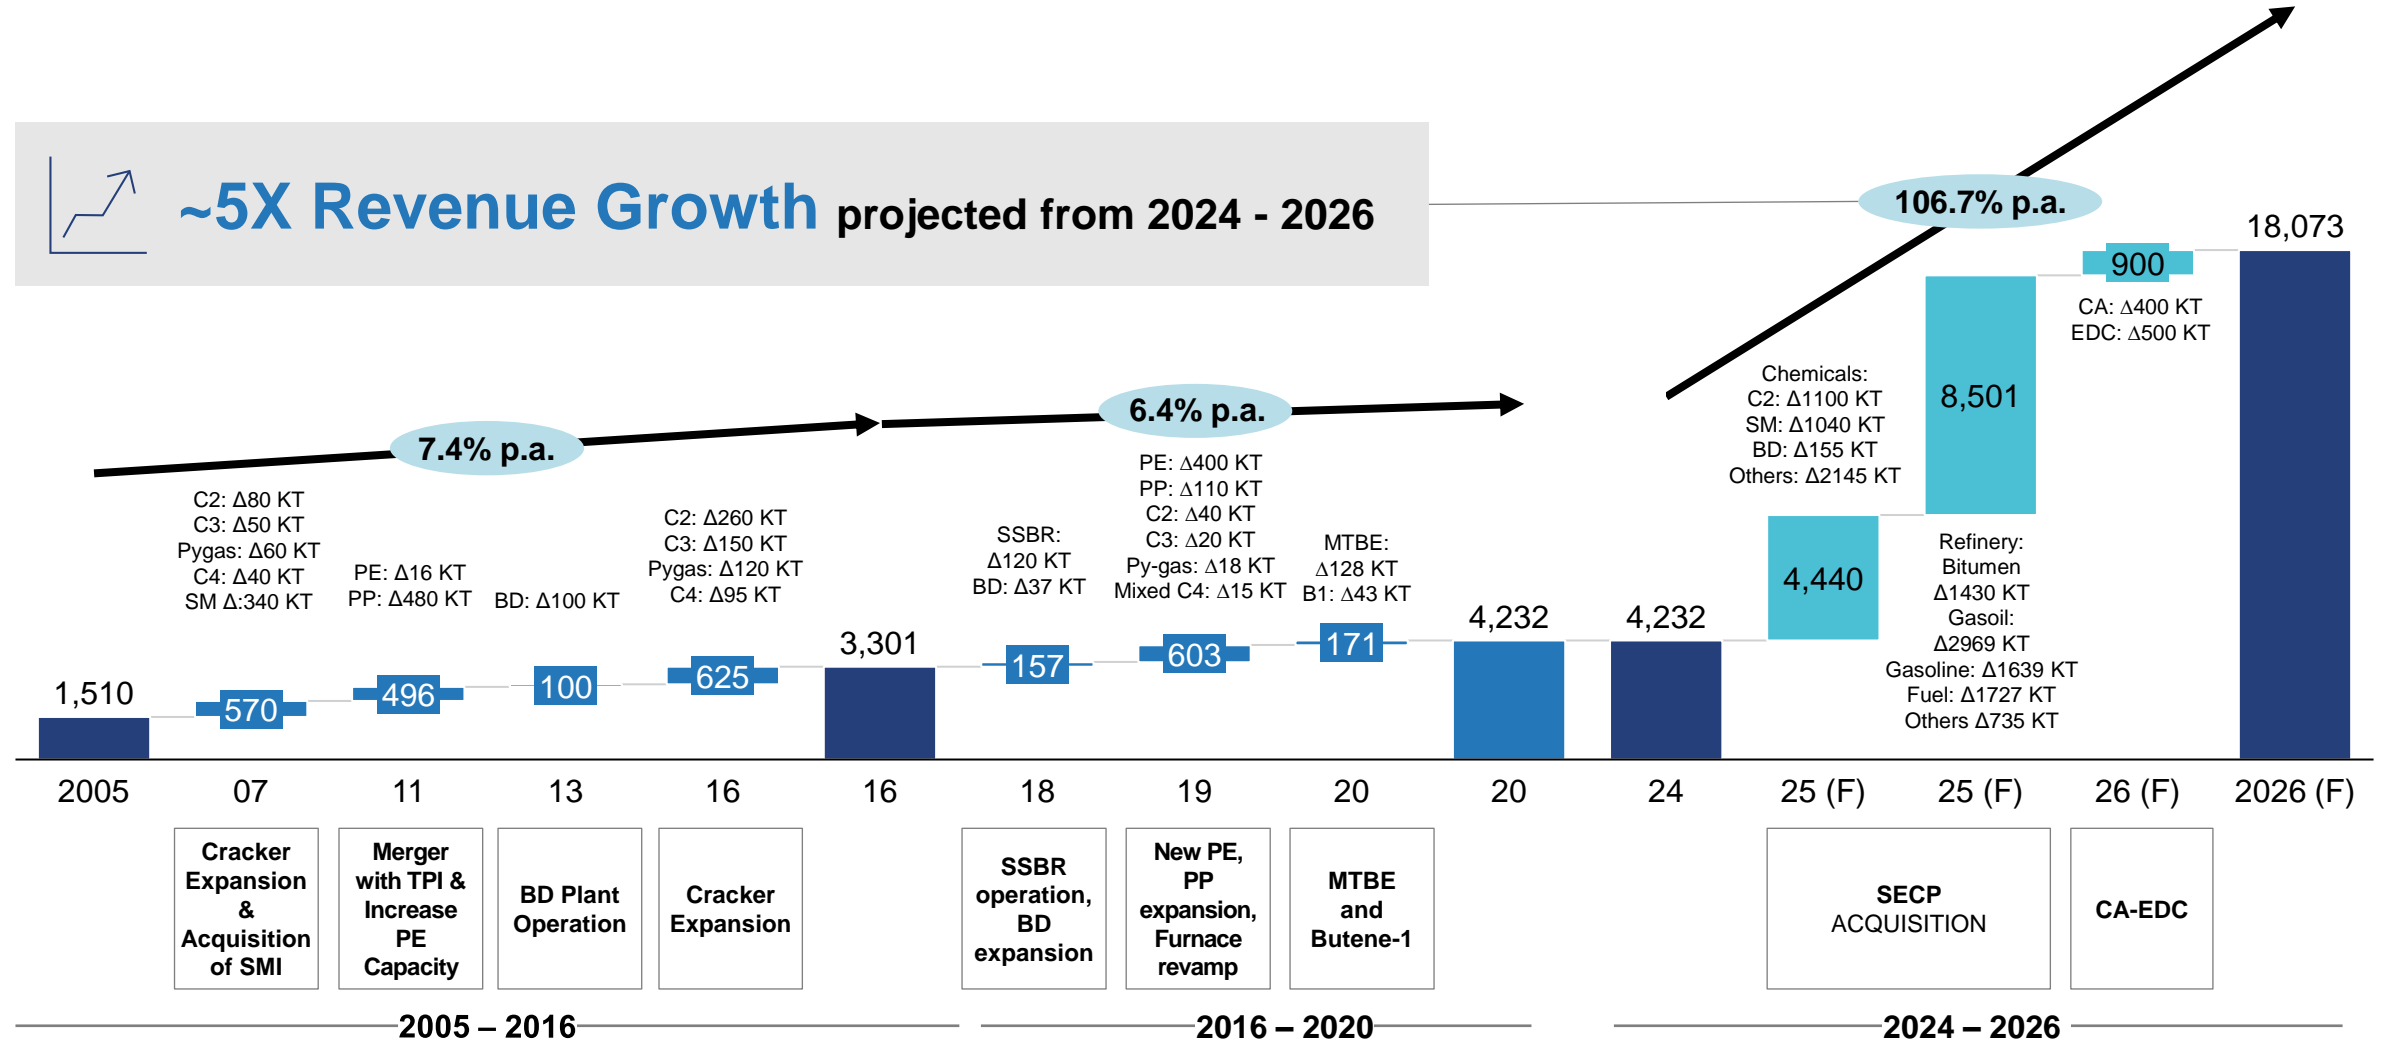 ~5X Revenue Growth projected from 2024 - 2026
106.7% p.a.
7.4% p.a.
6.4% p.a.
1,510
C2: Δ80 KT
C3: Δ50 KT
Pygas: Δ60 KT
C4: Δ40 KT
SM Δ:340 KT
570
PE: Δ16 KT
PP: Δ480 KT
496
BD: Δ100 KT
100
C2: Δ260 KT
C3: Δ150 KT
Pygas: Δ120 KT
C4: Δ95 KT
625
3,301
SSBR:
Δ120 KT
BD: Δ37 KT
157
PE: Δ400 KT
PP: Δ110 KT
C2: Δ40 KT
C3: Δ20 KT
Py-gas: Δ18 KT
Mixed C4: Δ15 KT
603
MTBE:
Δ128 KT
B1: Δ43 KT
171
4,232
4,232
Chemicals:
C2: Δ1100 KT
SM: Δ1040 KT
BD: Δ155 KT
Others: Δ2145 KT
4,440
8,501
Refinery:
Bitumen
Δ1430 KT
Gasoil:
Δ2969 KT
Gasoline: Δ1639 KT
Fuel: Δ1727 KT
Others Δ735 KT
900
CA: Δ400 KT
EDC: Δ500 KT
18,073
2005
07
11
13
16
16
18
19
20
20
24
25 (F)
25 (F)
26 (F)
2026 (F)
Cracker
Expansion
&
Acquisition
of SMI
Merger
with TPI &
Increase
PE
Capacity
BD Plant
Operation
Cracker
Expansion
SSBR
operation,
BD
expansion
New PE,
PP
expansion,
Furnace
revamp
MTBE
and
Butene-1
SECP
ACQUISITION
CA-EDC
2005 – 2016
2016 – 2020
2024 – 2026